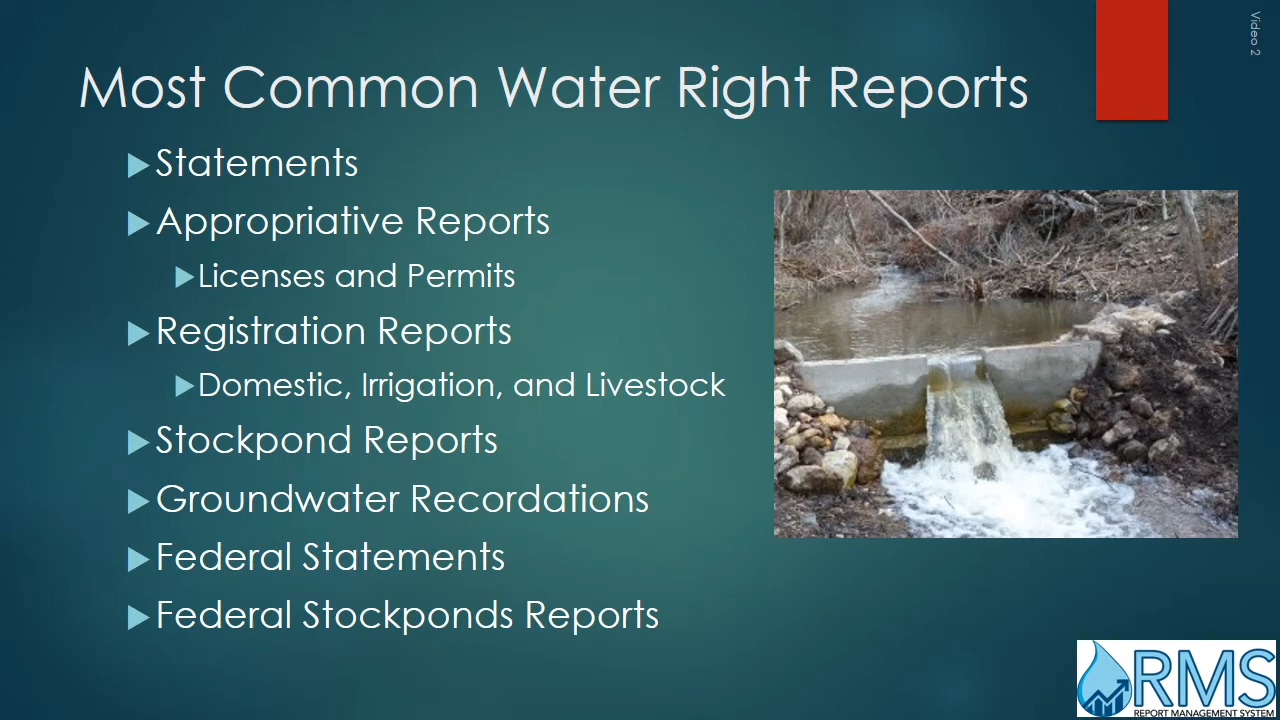 Video 2
Most Common Water Right Reports
Statements
Appropriative Reports
Licenses and Permits
Registration Reports
Domestic, Irrigation, and Livestock
Stockpond Reports
Groundwater Recordations
Federal Statements
Federal Stockponds Reports
RMS
REPORT MANAGEMENT SYSTEM